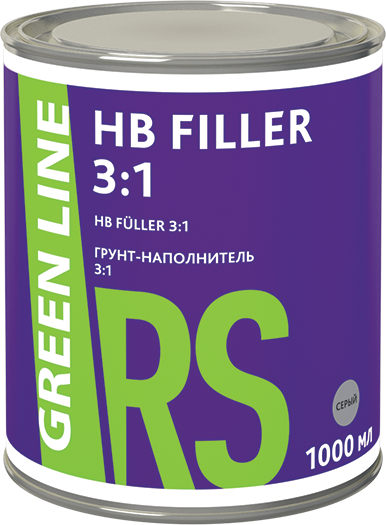 GREEN LINE
HB FILLER
3:1
HB FÜLLER 3:1
ГРУНТ-НАПОЛНИТЕЛЬ
3:1
RS
СЕРЫЙ
1000 мл